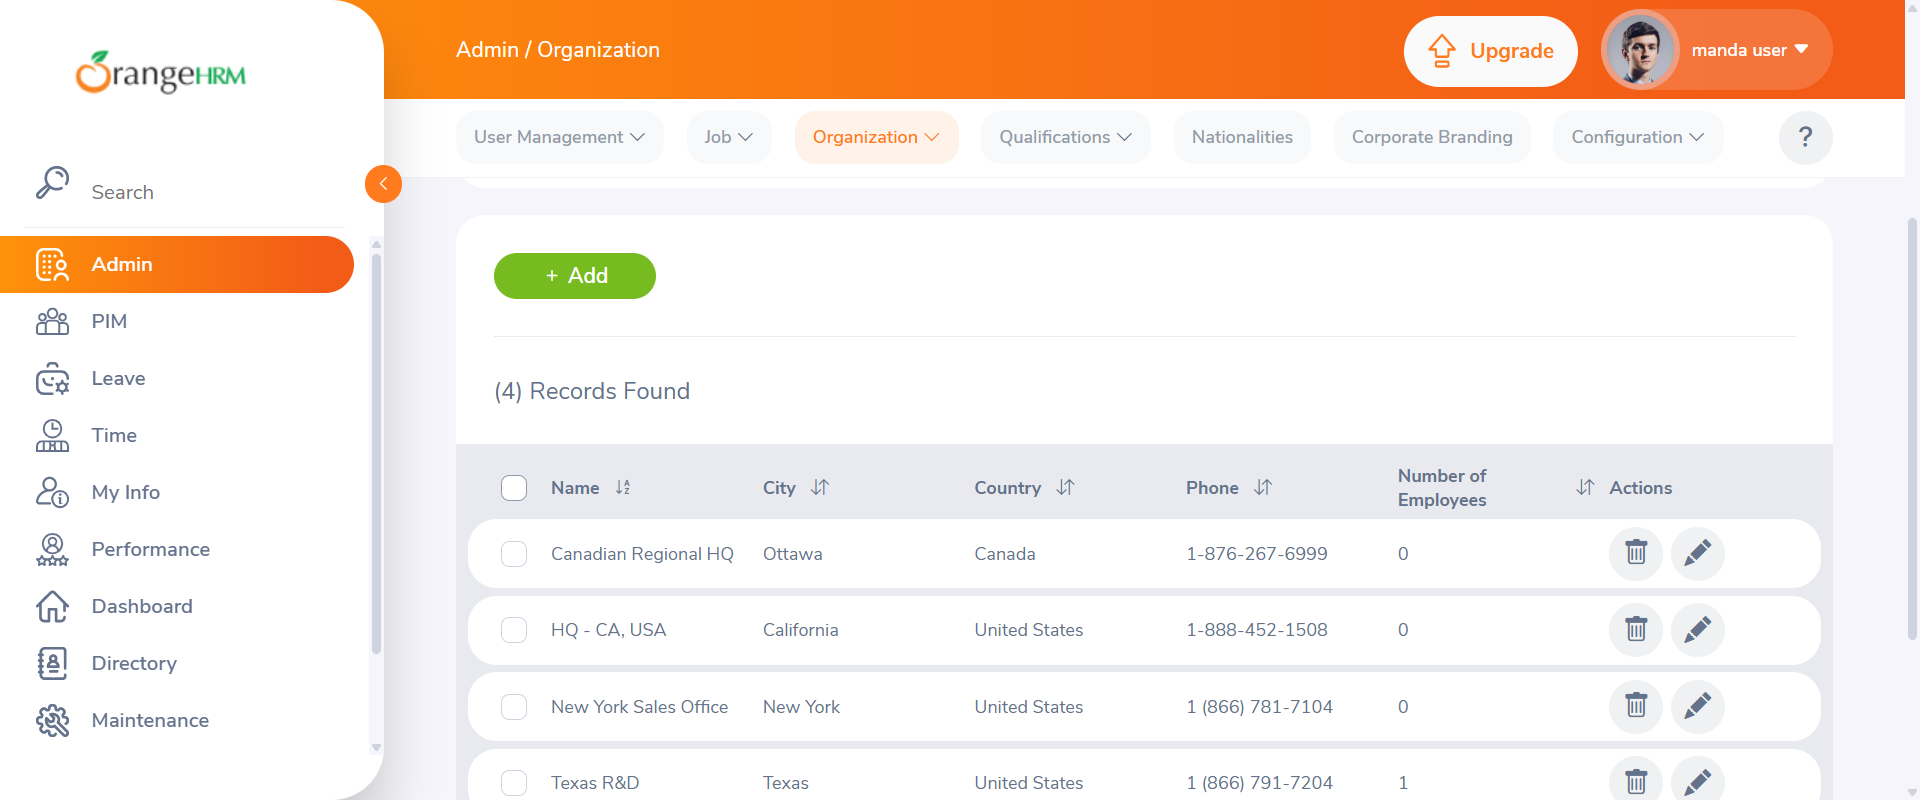 OrangeHRM
Admin / Organization
Upgrade
manda user
User Management
Job
Organization
Qualifications
Nationalities
Corporate Branding
Configuration
?
Search
Admin
PIM
Leave
Time
My Info
Performance
Dashboard
Directory
Maintenance
+ Add
(4) Records Found
Name City Country Phone Number of Employees Actions
Canadian Regional HQ Ottawa Canada 1-876-267-6999 0
HQ - CA, USA California United States 1-888-452-1508 0
New York Sales Office New York United States 1 (866) 781-7104 0
Texas R&D Texas United States 1 (866) 791-7204 1